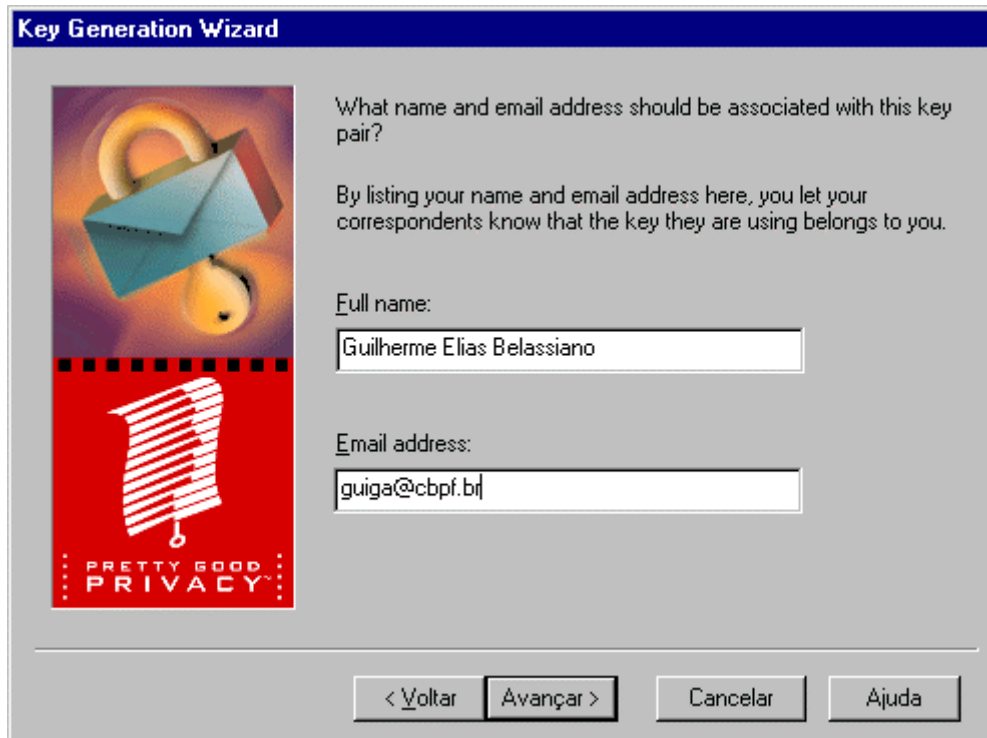 Key Generation Wizard
What name and email address should be associated with this key
pair?
By listing your name and email address here, you let your
correspondents know that the key they are using belongs to you.
Full name:
Guilherme Elias Belassiano
Email address:
guiga@cbpf.br
PRETTY GOOD
PRIVACY™
< Voltar
Avançar >
Cancelar
Ajuda